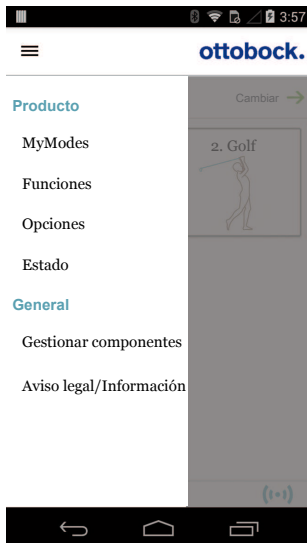 3:57
ottobock.
Producto
Cambiar
MyModes
2. Golf
Funciones
Opciones
Estado
General
Gestionar componentes
Aviso legal/Información